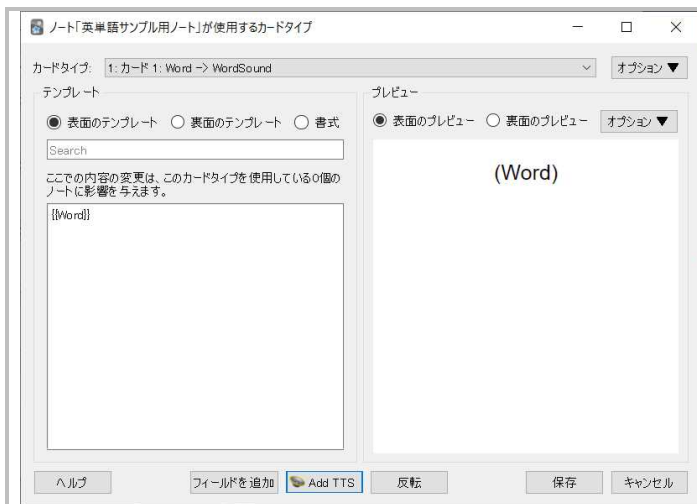 ノート「英単語サンプル用ノート」が使用するカードタイプ
カードタイプ: 1: カード 1: Word -> WordSound オプション ▼
テンプレート
表面のテンプレート 裏面のテンプレート 書式
Search
ここでの内容の変更は、このカードタイプを使用している0個の
ノートに影響を与えます。
{{Word}}
プレビュー
表面のプレビュー 裏面のプレビュー オプション ▼
(Word)
ヘルプ フィールドを追加 Add TTS 反転 保存 キャンセル